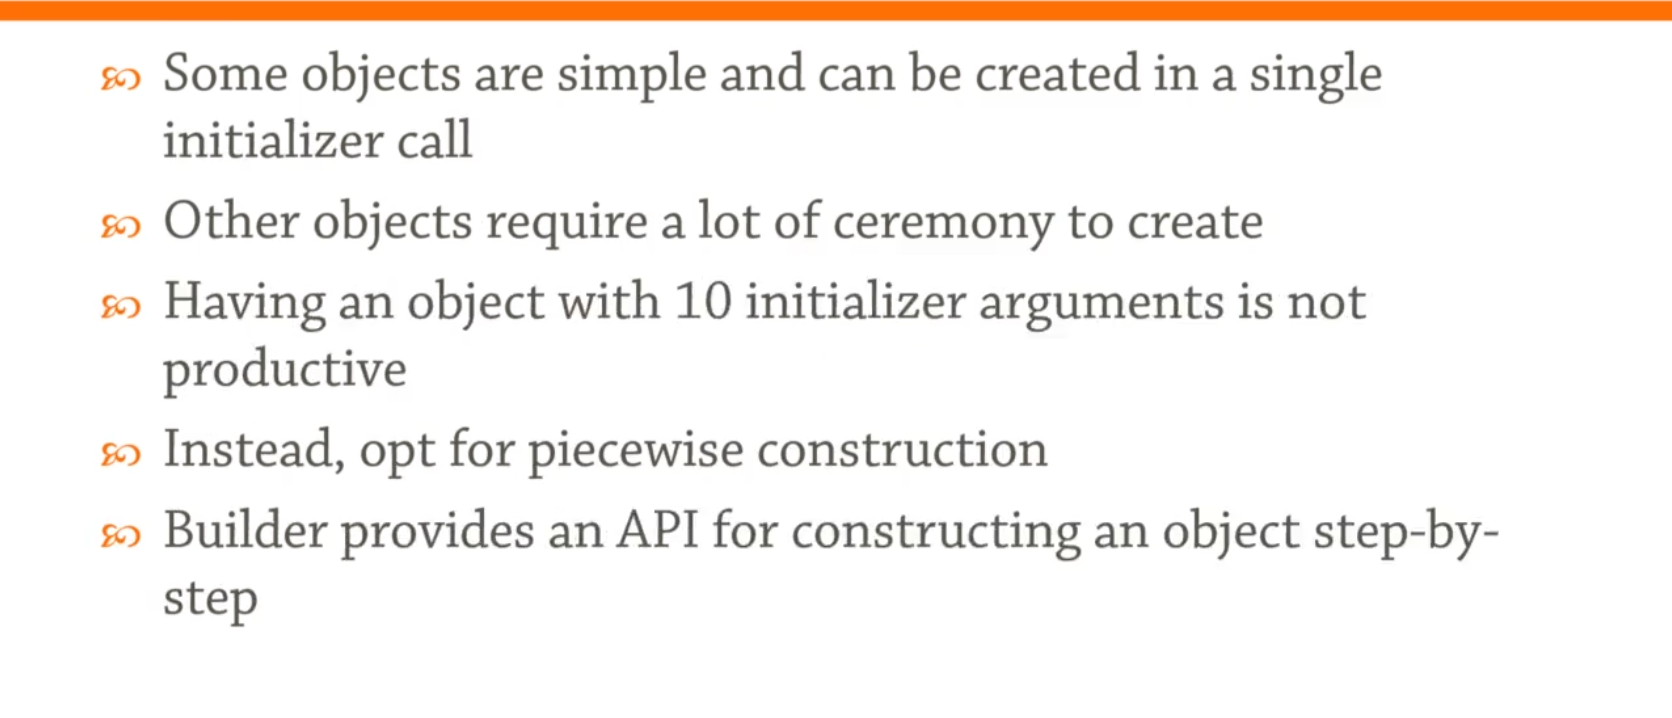 Some objects are simple and can be created in a single
initializer call
Other objects require a lot of ceremony to create
Having an object with 10 initializer arguments is not
productive
Instead, opt for piecewise construction
Builder provides an API for constructing an object step-by-
step